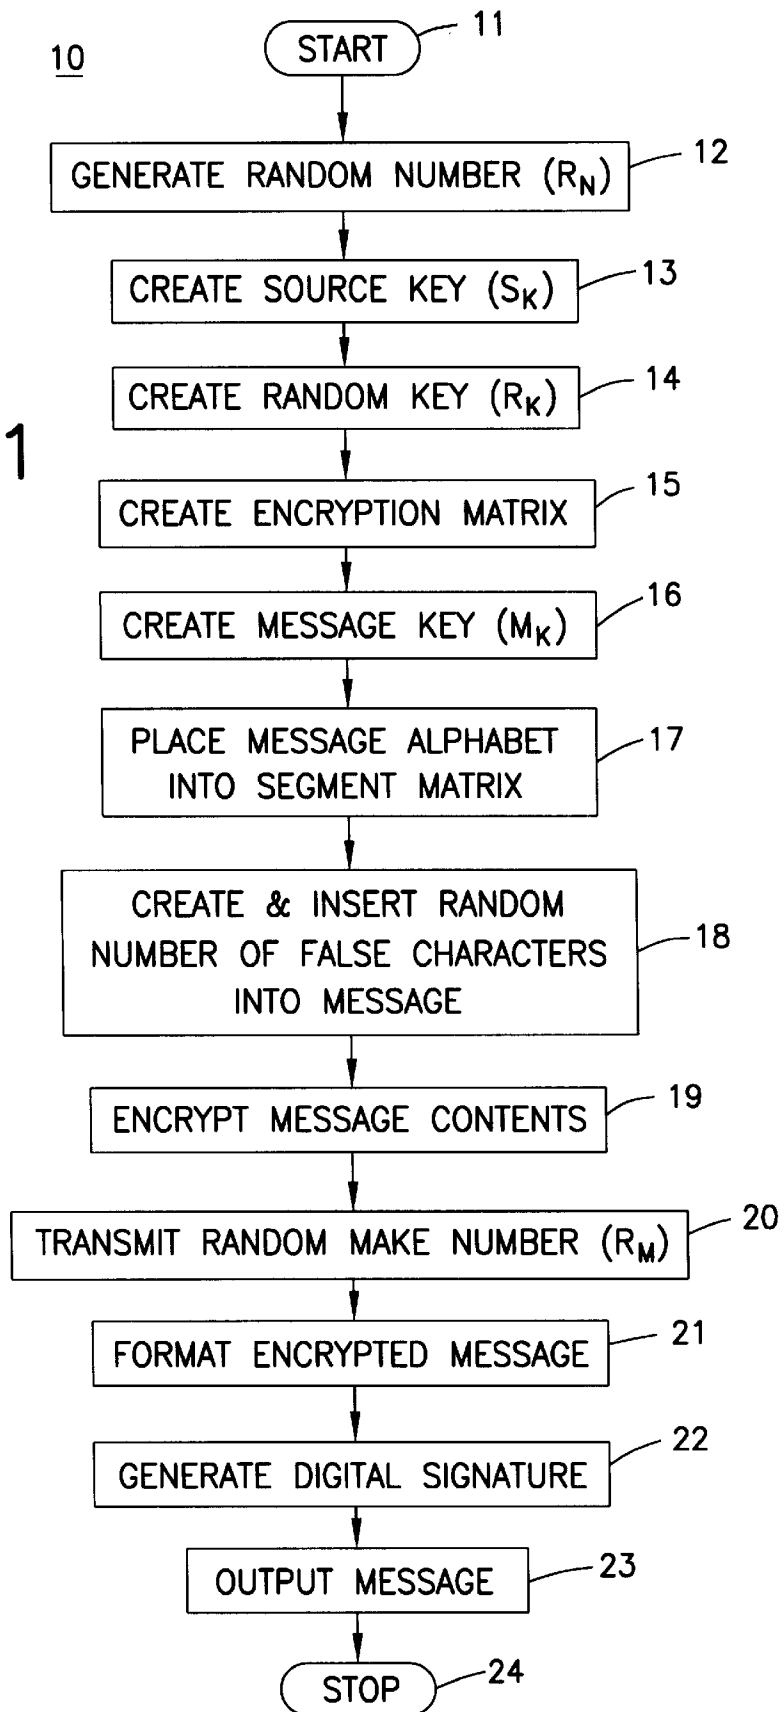 10
START
11
GENERATE RANDOM NUMBER (R_N)
12
CREATE SOURCE KEY (S_K)
13
CREATE RANDOM KEY (R_K)
14
1
CREATE ENCRYPTION MATRIX
15
CREATE MESSAGE KEY (M_K)
16
PLACE MESSAGE ALPHABET
INTO SEGMENT MATRIX
17
CREATE & INSERT RANDOM
NUMBER OF FALSE CHARACTERS
INTO MESSAGE
18
ENCRYPT MESSAGE CONTENTS
19
TRANSMIT RANDOM MAKE NUMBER (R_M)
20
FORMAT ENCRYPTED MESSAGE
21
GENERATE DIGITAL SIGNATURE
22
OUTPUT MESSAGE
23
STOP
24